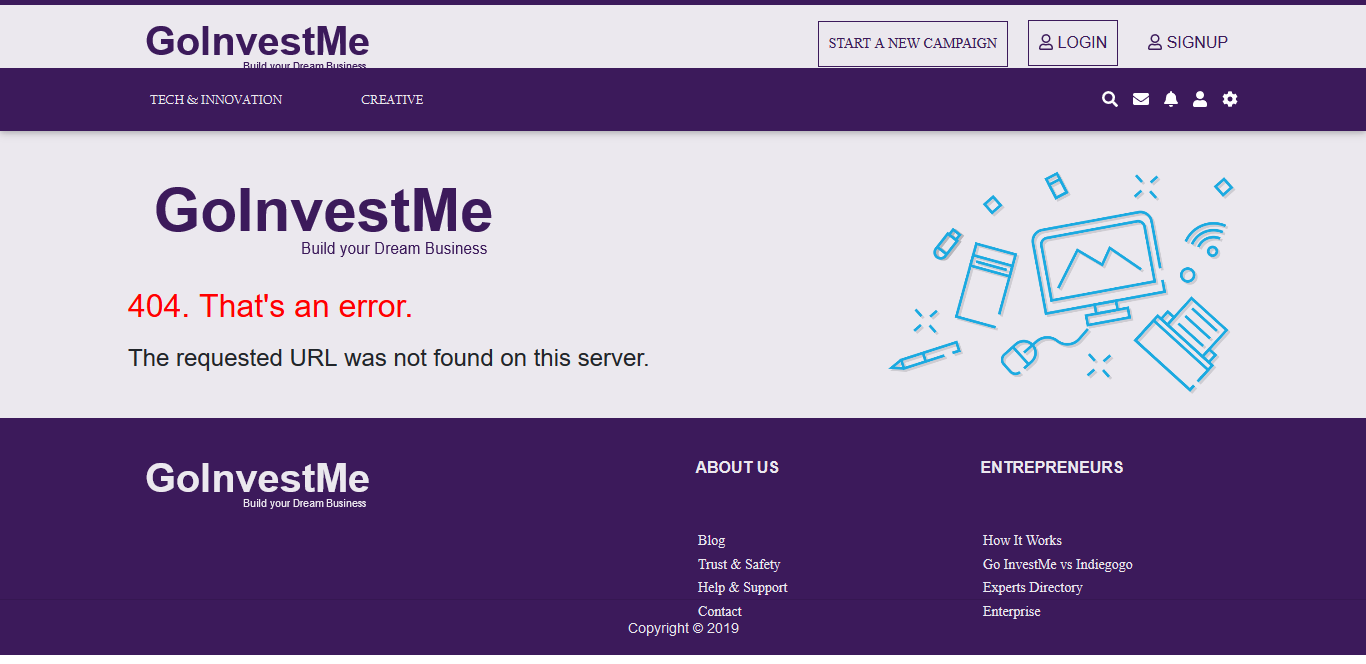 GoInvestMe
Build your Dream Business
START A NEW CAMPAIGN
LOGIN
SIGNUP
TECH & INNOVATION
CREATIVE
GoInvestMe
Build your Dream Business
404. That's an error.
The requested URL was not found on this server.
GoInvestMe
Build your Dream Business
ABOUT US
Blog
Trust & Safety
Help & Support
Contact
ENTREPRENEURS
How It Works
Go InvestMe vs Indiegogo
Experts Directory
Enterprise
Copyright © 2019